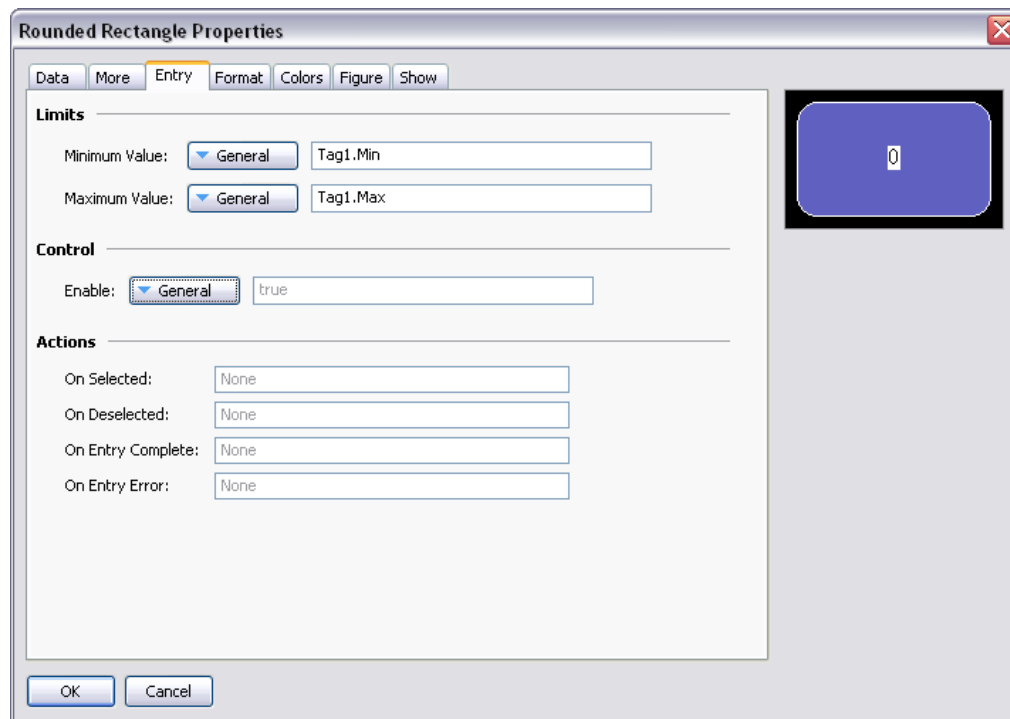 Rounded Rectangle Properties
Data More Entry Format Colors Figure Show
Limits
Minimum Value: General Tag1.Min
Maximum Value: General Tag1.Max
0
Control
Enable: General true
Actions
On Selected: None
On Deselected: None
On Entry Complete: None
On Entry Error: None
OK Cancel